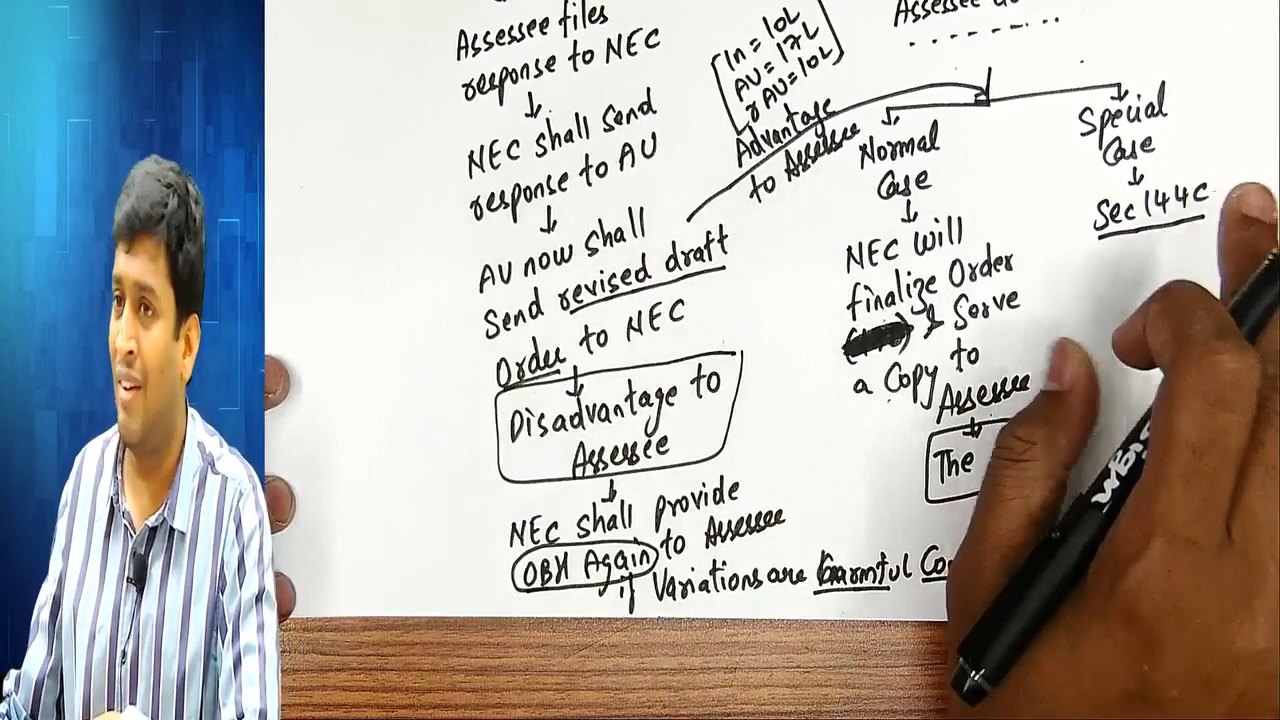 Assessee files
response to NEC
NEC shall send
response to AU
AU now shall
Send revised draft
Order to NEC
Disadvantage to
Assessee
NEC shall provide
OBH Again to Assessee
if Variations are harmful
In = 10L
AU = 17L
rAU = 10L
Advantage
to Assessee
Assessee
Normal
Case
NEC will
finalize Order
& Serve
a Copy to
Assessee
The
Special
Case
Sec 144C